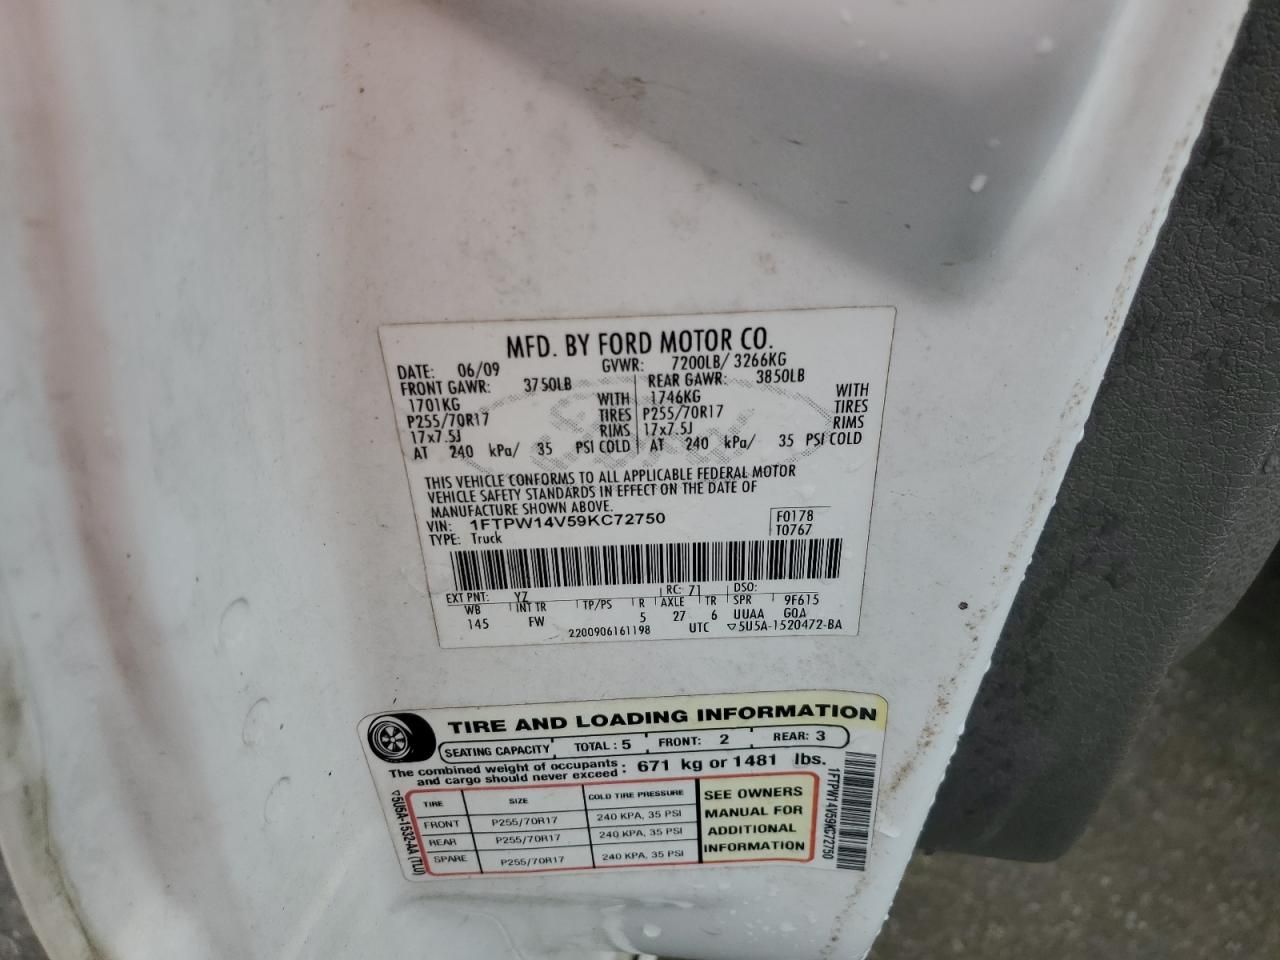 MFD. BY FORD MOTOR CO.
DATE: 06/09 GVWR: 7200LB/ 3266KG
FRONT GAWR: 3750LB REAR GAWR: 3850LB
1701KG WITH 1746KG WITH
P255/70R17 TIRES P255/70R17 TIRES
17x7.5J RIMS 17x7.5J RIMS
AT 240 kPa/ 35 PSI COLD AT 240 kPa/ 35 PSI COLD
Ford
THIS VEHICLE CONFORMS TO ALL APPLICABLE FEDERAL MOTOR
VEHICLE SAFETY STANDARDS IN EFFECT ON THE DATE OF
MANUFACTURE SHOWN ABOVE.
VIN: 1FTPW14V59KC72750 F0178
TYPE: Truck T0767
EXT PNT: YZ RC: 71 DSO:
WB INT TR TP/PS R AXLE TR SPR 9F615
145 FW 5 27 6 UUAA GQA
2200906161198 UTC ▽5U5A-1520472-BA
TIRE AND LOADING INFORMATION
SEATING CAPACITY TOTAL: 5 FRONT: 2 REAR: 3
The combined weight of occupants and cargo should never exceed: 671 kg or 1481 lbs.
TIRE SIZE COLD TIRE PRESSURE
FRONT P255/70R17 240 KPA, 35 PSI
REAR P255/70R17 240 KPA, 35 PSI
SPARE P255/70R17 240 KPA, 35 PSI
SEE OWNERS
MANUAL FOR
ADDITIONAL
INFORMATION
▽5U5A-1532-AA (TLU)
1FTPW14V59KC72750